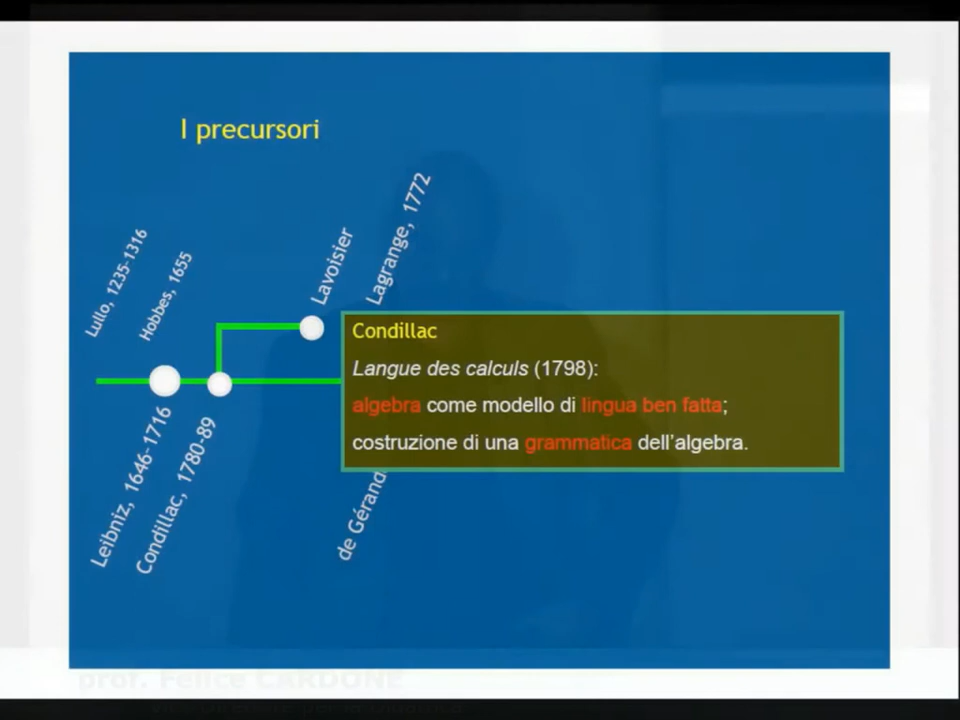 I precursori
Lullo, 1235-1316
Hobbes, 1655
Lavoisier
Lagrange, 1772
Condillac
Langue des calculs (1798):
algebra come modello di lingua ben fatta;
costruzione di una grammatica dell'algebra.
Leibniz, 1646-1716
Condillac, 1780-89
de Gérand
prof. Felice CARDONE